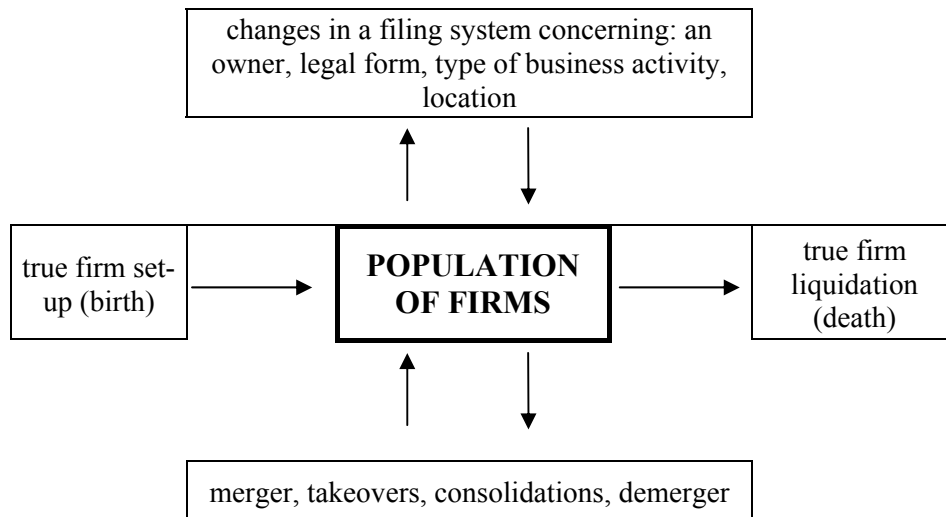 changes in a filing system concerning: an
owner, legal form, type of business activity,
location
true firm set-
up (birth)
POPULATION
OF FIRMS
true firm
liquidation
(death)
merger, takeovers, consolidations, demerger